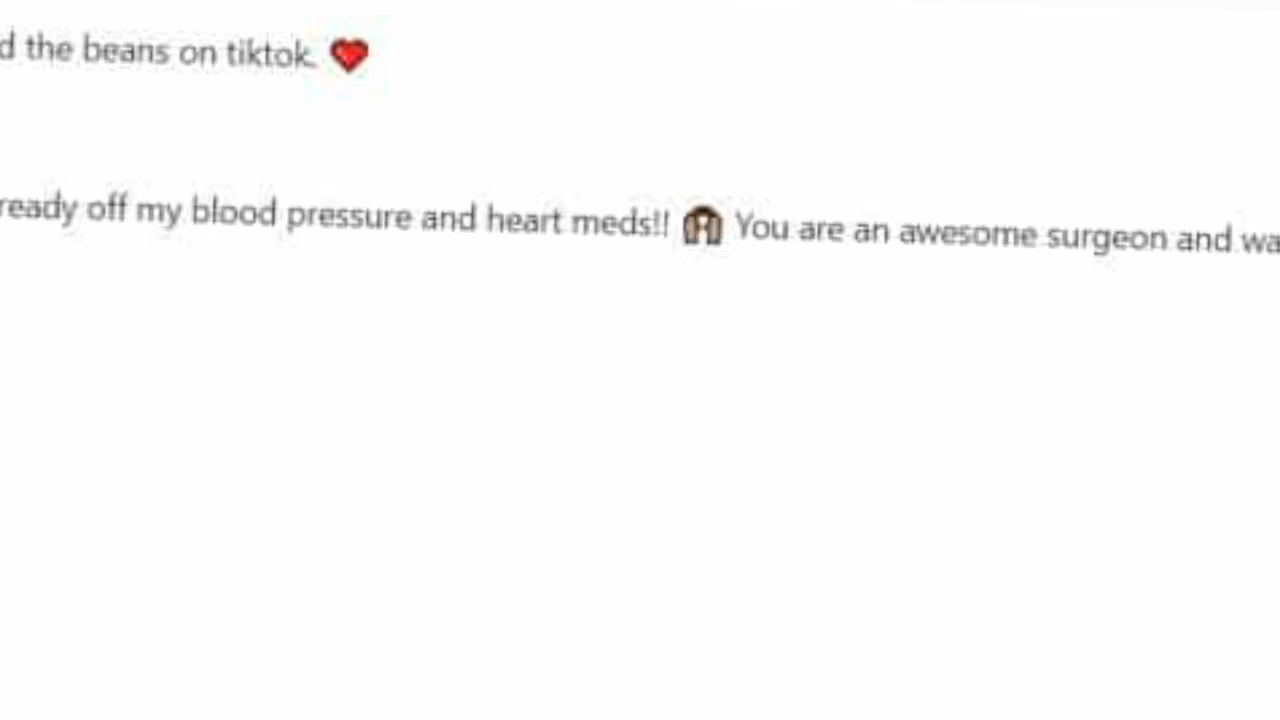 d the beans on tiktok. ❤️
ready off my blood pressure and heart meds!! You are an awesome surgeon and wa